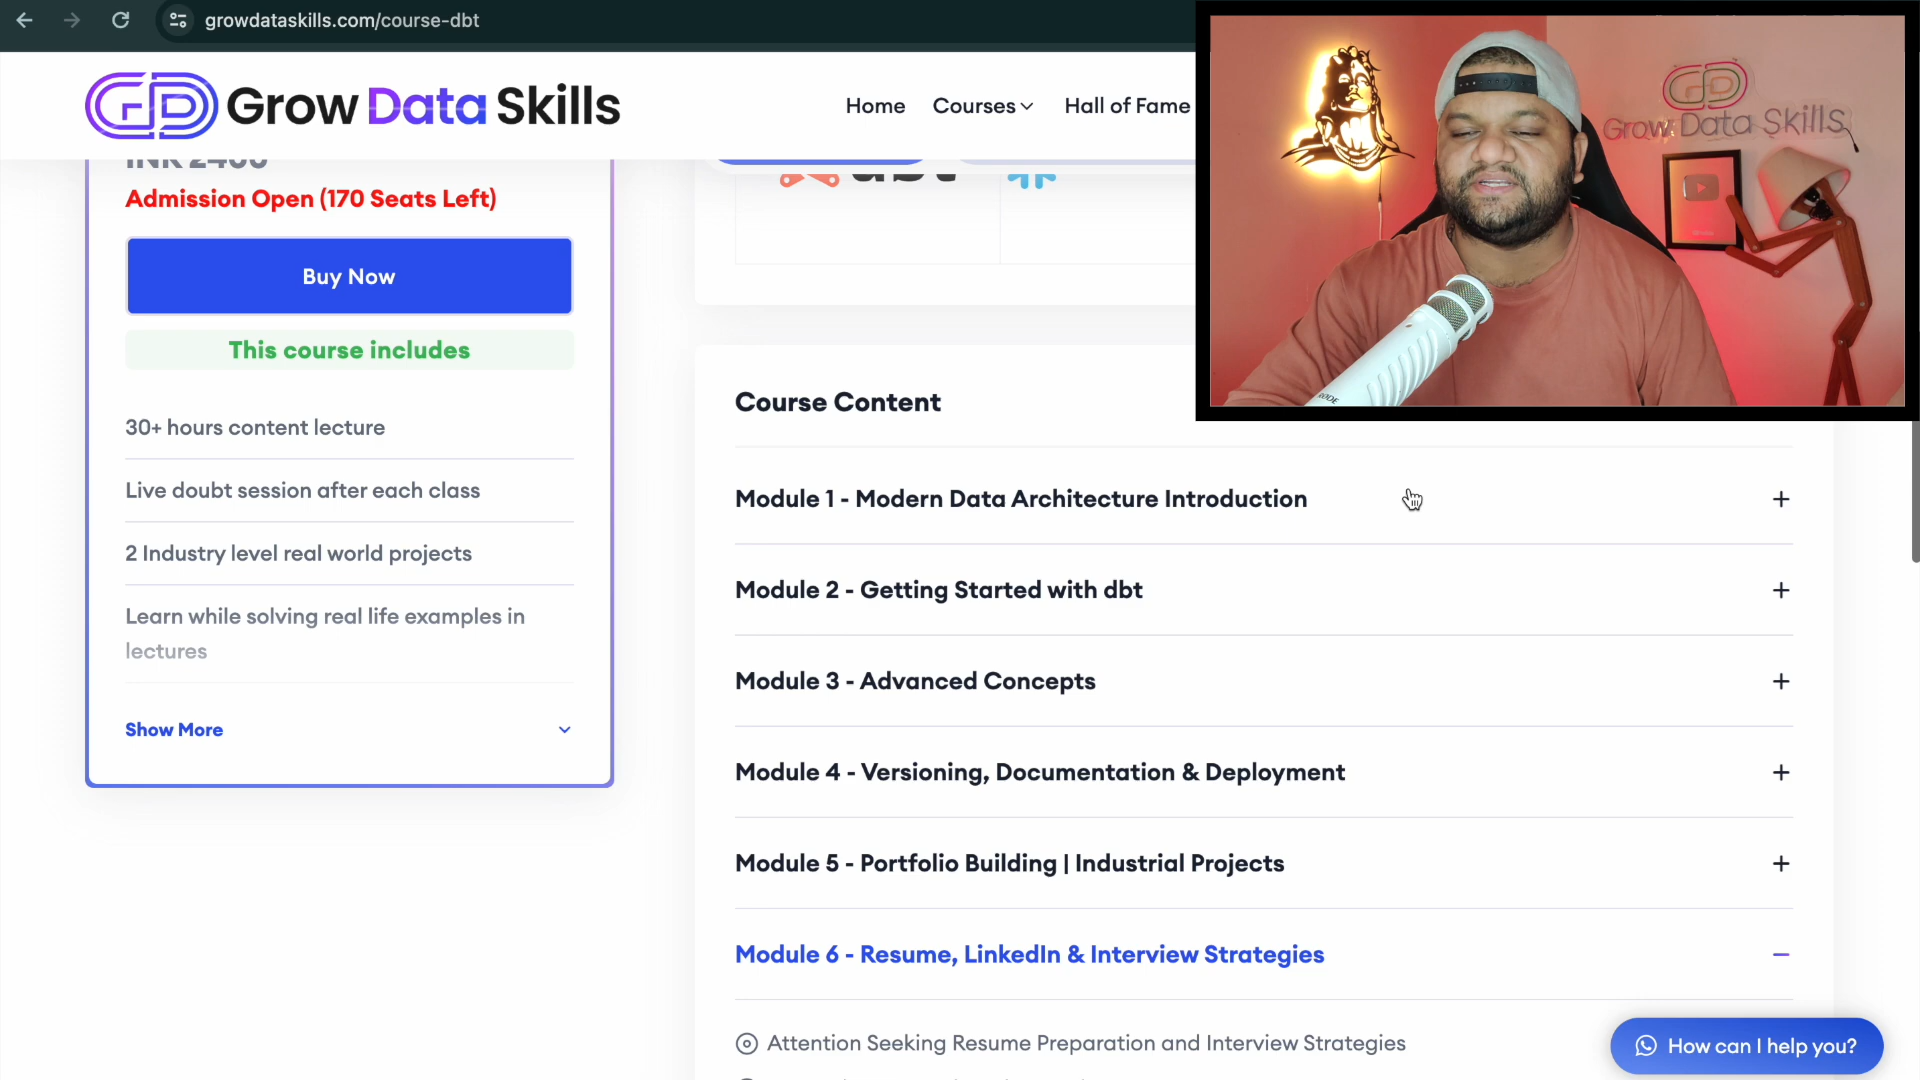 growdataskills.com/course-dbt
Grow Data Skills
Home
Courses
Hall of Fame
Admission Open (170 Seats Left)
Buy Now
This course includes
30+ hours content lecture
Live doubt session after each class
2 Industry level real world projects
Learn while solving real life examples in
lectures
Show More
dbt
Course Content
Module 1 - Modern Data Architecture Introduction
Module 2 - Getting Started with dbt
Module 3 - Advanced Concepts
Module 4 - Versioning, Documentation & Deployment
Module 5 - Portfolio Building | Industrial Projects
Module 6 - Resume, LinkedIn & Interview Strategies
Attention Seeking Resume Preparation and Interview Strategies
How can I help you?
Grow Data Skills
RODE